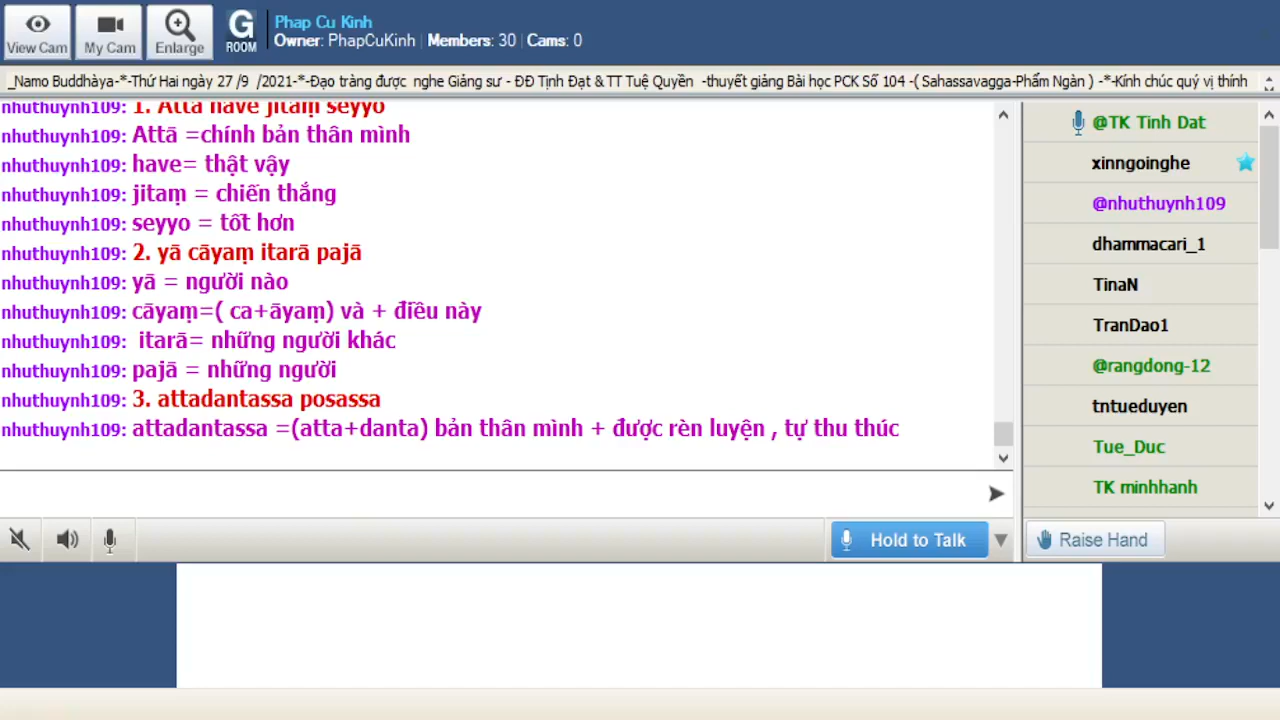 View Cam
My Cam
Enlarge
G
ROOM
Phap Cu Kinh
Owner: PhapCuKinh | Members: 30 | Cams: 0
_Namo Buddhàya-*-Thứ Hai ngày 27 /9 /2021-*-Đạo tràng được nghe Giảng sư - ĐĐ Tịnh Đạt & TT Tuệ Quyền -thuyết giảng Bài học PCK Số 104 -( Sahassavagga-Phẩm Ngàn ) -*-Kính chúc quý vị thính
nhuthuynh109: 1. Attā have jitaṃ seyyo
nhuthuynh109: Attā =chính bản thân mình
nhuthuynh109: have= thật vậy
nhuthuynh109: jitaṃ = chiến thắng
nhuthuynh109: seyyo = tốt hơn
nhuthuynh109: 2. yā cāyaṃ itarā pajā
nhuthuynh109: yā = người nào
nhuthuynh109: cāyaṃ=( ca+āyaṃ) và + điều này
nhuthuynh109: itarā= những người khác
nhuthuynh109: pajā = những người
nhuthuynh109: 3. attadantassa posassa
nhuthuynh109: attadantassa =(atta+danta) bản thân mình + được rèn luyện , tự thu thúc
@TK Tinh Dat
xinngoinghe
@nhuthuynh109
dhammacari_1
TinaN
TranDao1
@rangdong-12
tntueduyen
Tue_Duc
TK minhhanh
Hold to Talk
Raise Hand